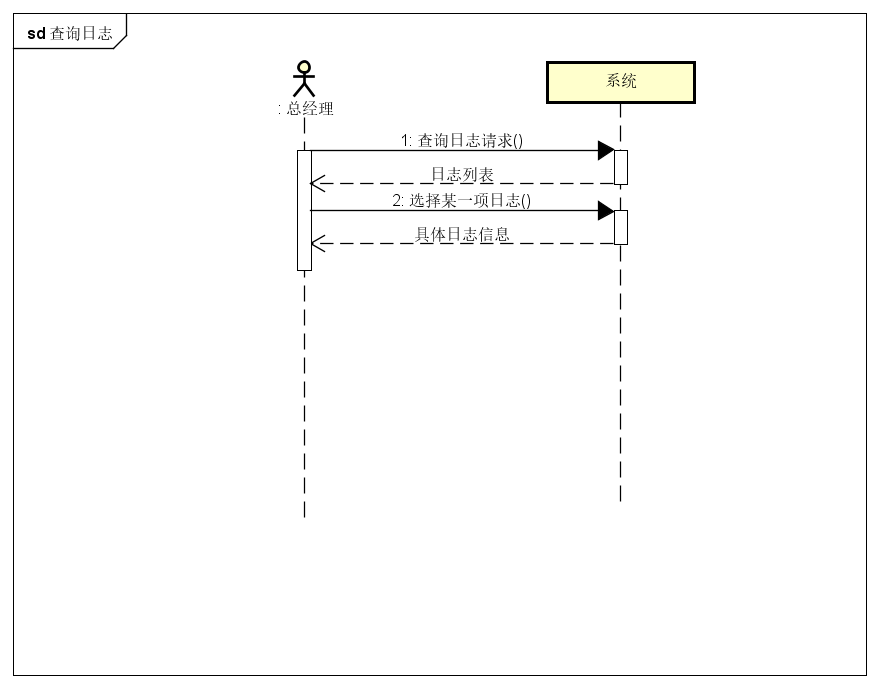 sd 查询日志
系统
: 总经理
1: 查询日志请求()
日志列表
2: 选择某一项日志()
具体日志信息